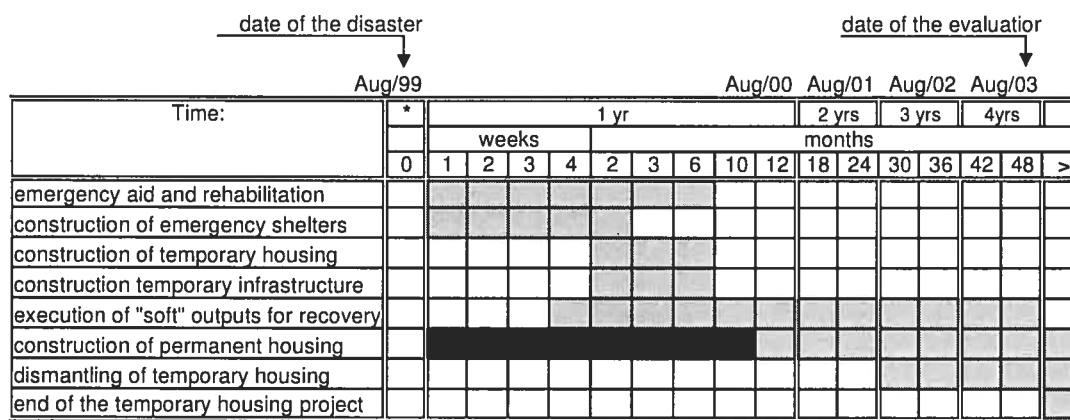 date of the disaster date of the evaluation
Aug/99 Aug/00 Aug/01 Aug/02 Aug/03
Time: * 1 yr 2 yrs 3 yrs 4yrs
weeks months
0 1 2 3 4 2 3 6 10 12 18 24 30 36 42 48 >
emergency aid and rehabilitation
construction of emergency shelters
construction of temporary housing
construction temporary infrastructure
execution of "soft" outputs for recovery
construction of permanent housing
dismantling of temporary housing
end of the temporary housing project